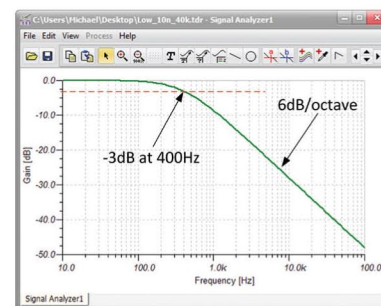 C:\Users\Michael\Desktop\Low_10n_40k.tdr - Signal Analyzer1
File Edit View Process Help
T
0.0
-10.0
-20.0
-30.0
-40.0
-50.0
Gain [dB]
6dB/octave
-3dB at 400Hz
10.0
100.0
1.0k
10.0k
100.0
Frequency [Hz]
Signal Analyzer1